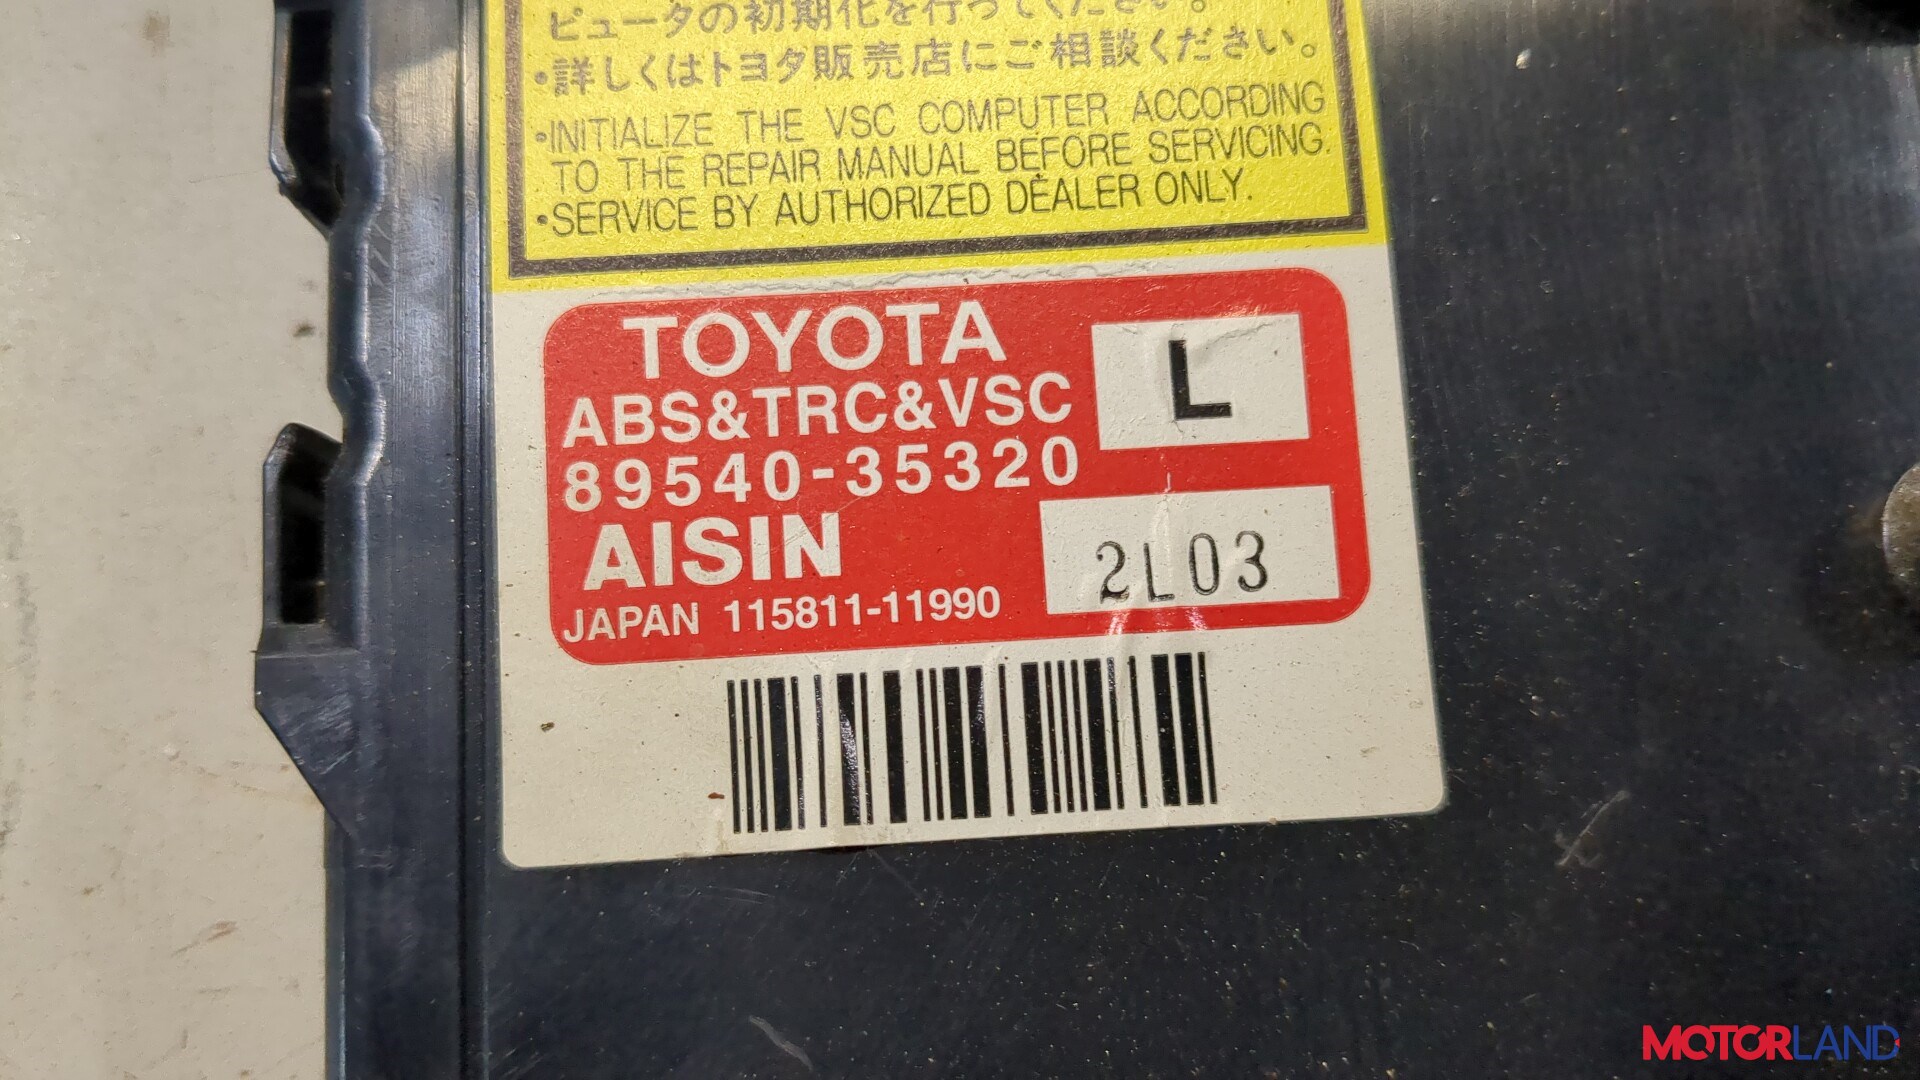 ピュータの初期化を行ってください。
•詳しくはトヨタ販売店にご相談ください。
•INITIALIZE THE VSC COMPUTER ACCORDING
TO THE REPAIR MANUAL BEFORE SERVICING.
•SERVICE BY AUTHORIZED DEALER ONLY.
TOYOTA
L
ABS&TRC&VSC
89540-35320
AISIN
2L03
JAPAN 115811-11990
MOTORLAND